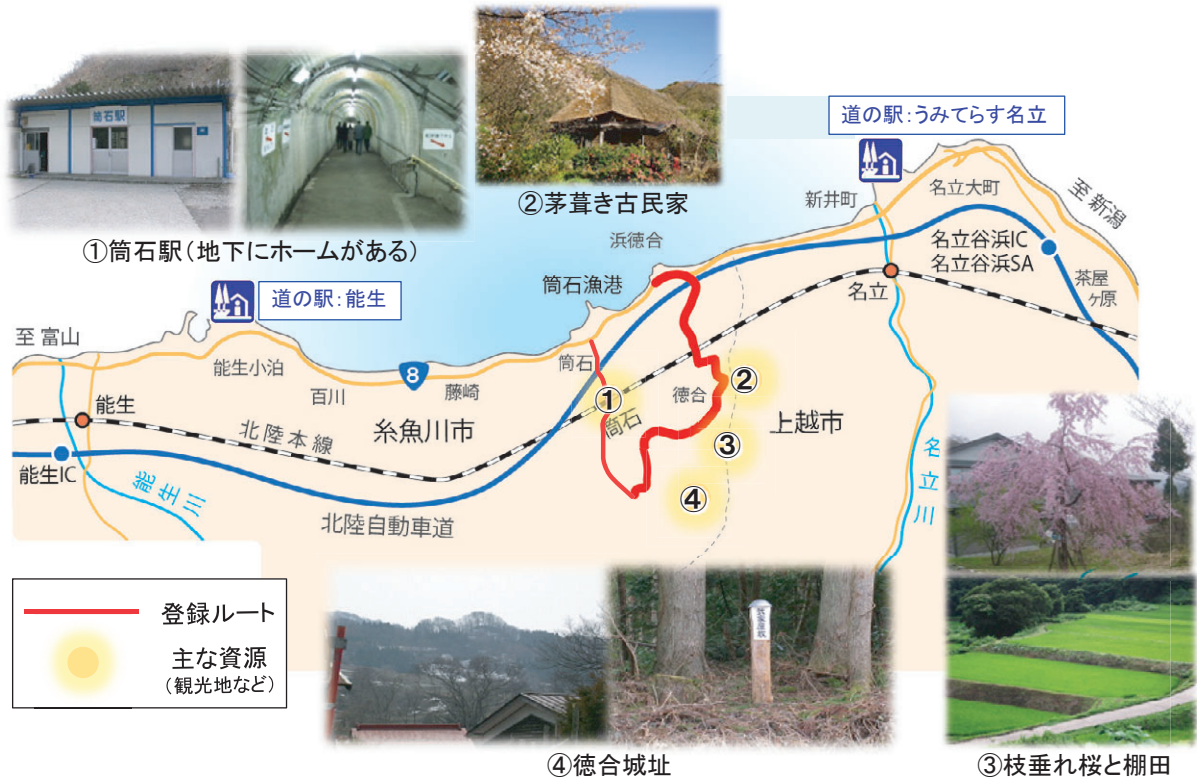 筒石駅
①筒石駅（地下にホームがある）
②茅葺き古民家
道の駅：うみてらす名立
道の駅：能生
至 富山
能生小泊
百川
8
藤崎
筒石漁港
浜徳合
新井町
名立大町
至 新潟
名立谷浜IC
名立谷浜SA
茶屋
ヶ原
名立
能生
北陸本線
糸魚川市
筒石
①
筒石
徳合
②
③
④
上越市
能生IC
能生川
北陸自動車道
名立川
登録ルート
主な資源
（観光地など）
④徳合城址
③枝垂れ桜と棚田